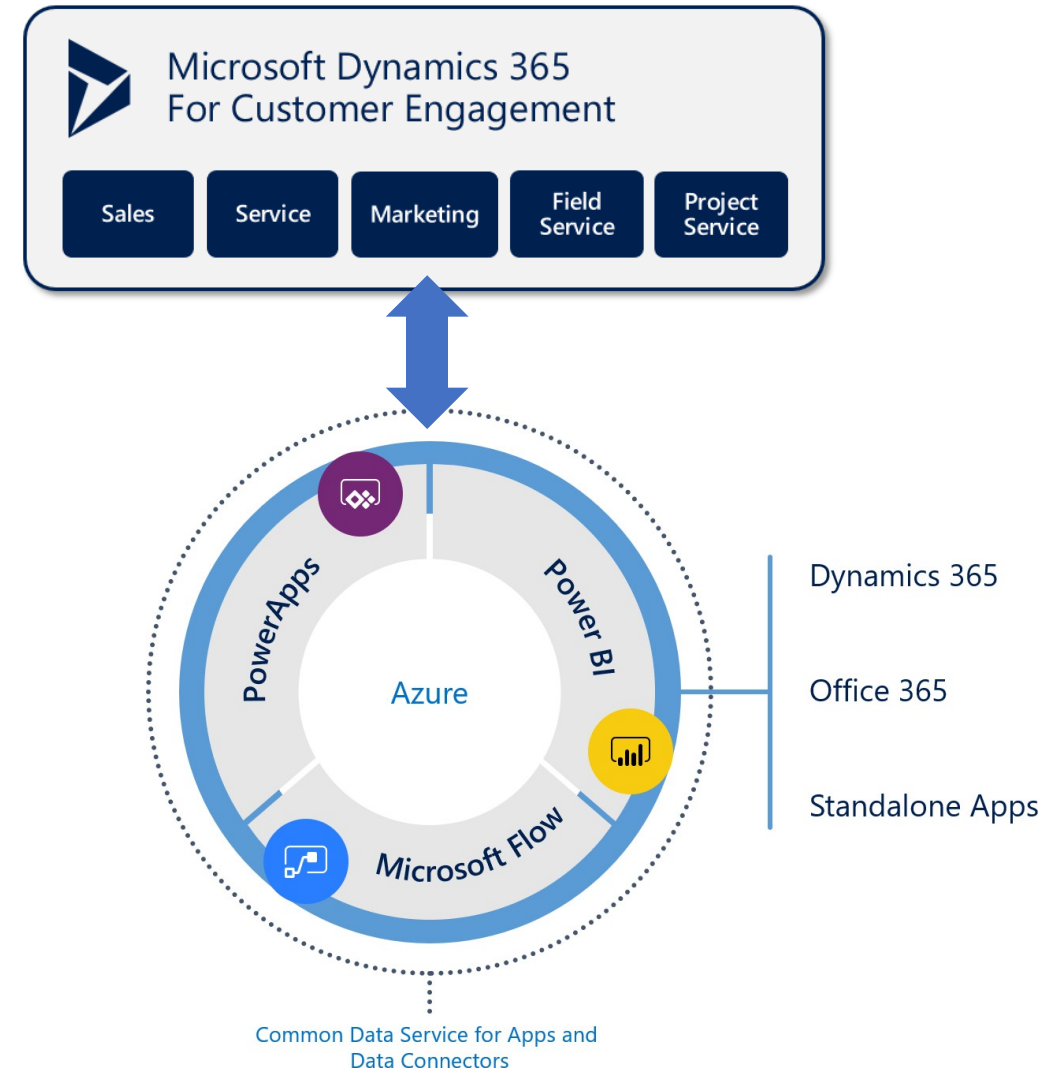 Microsoft Dynamics 365
For Customer Engagement
Sales
Service
Marketing
Field
Service
Project
Service
PowerApps
Power BI
Microsoft Flow
Azure
Dynamics 365
Office 365
Standalone Apps
Common Data Service for Apps and
Data Connectors